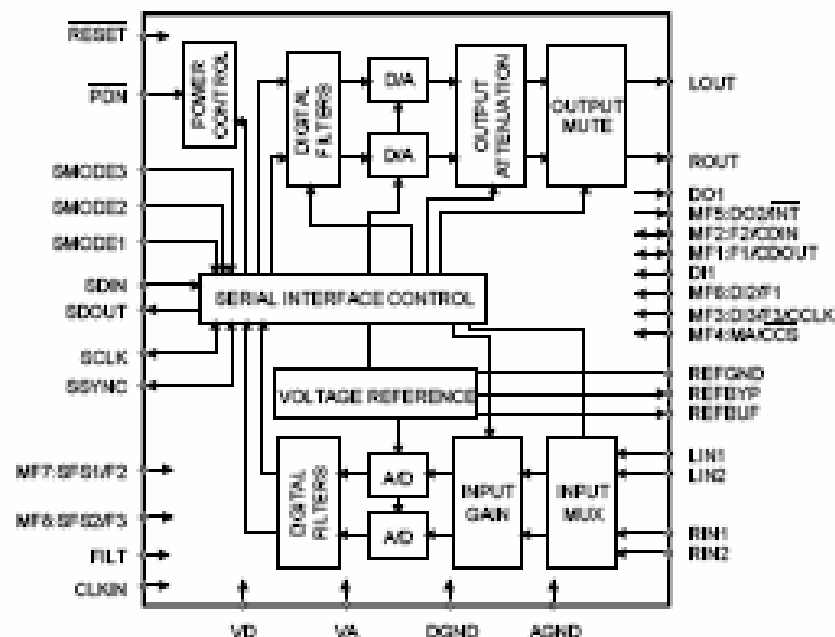 RESET
PDN
SMODE3
SMODE2
SMODE1
SDIN
SDOUT
SCLK
SSYNC
MF7:SFS1/F2
MF8:SFS2/F3
FILT
CLKIN
POWER
CONTROL
DIGITAL
FILTERS
D/A
D/A
OUTPUT
ATTENUATION
OUTPUT
MUTE
SERIAL INTERFACE CONTROL
VOLTAGE REFERENCE
DIGITAL
FILTERS
A/D
A/D
INPUT
GAIN
INPUT
MUX
LOUT
ROUT
DO1
MF5:DO2/INT
MF2:F2/CDIN
MF1:F1/CDOUT
DI1
MF6:DI2/F1
MF3:DI3/F3/CCLK
MF4:MA/CCS
REFGND
REFBYP
REFBUF
LIN1
LIN2
RIN1
RIN2
VD
VA
DGND
AGND